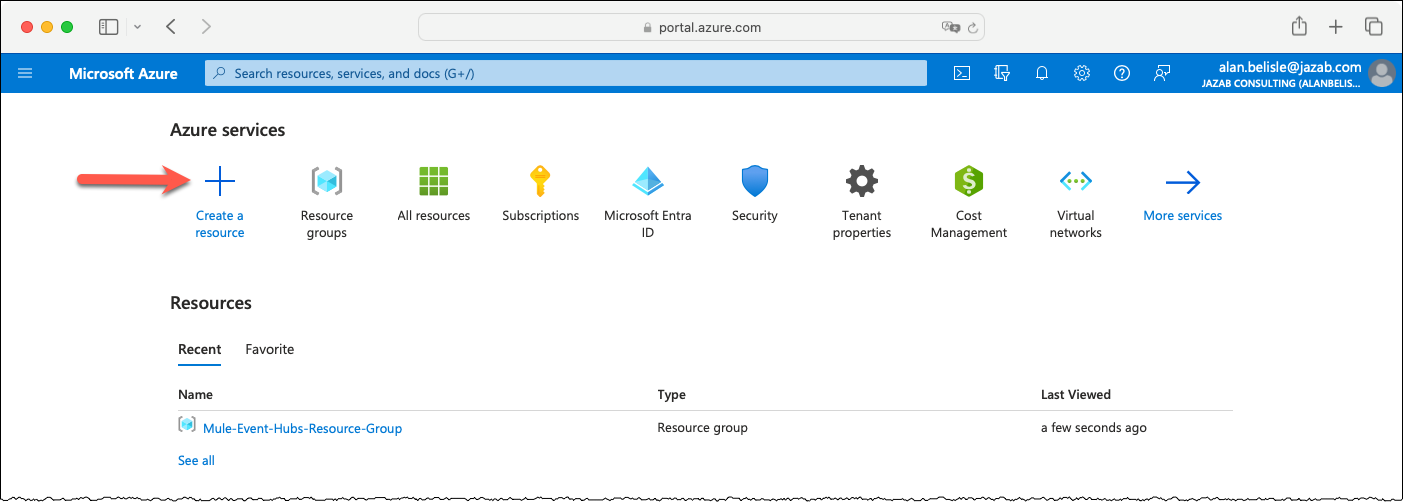 portal.azure.com
Microsoft Azure
Search resources, services, and docs (G+/)
alan.belisle@jazab.com
JAZAB CONSULTING (ALANBELIS...
Azure services
Create a
resource
Resource
groups
All resources
Subscriptions
Microsoft Entra
ID
Security
Tenant
properties
Cost
Management
Virtual
networks
More services
Resources
Recent Favorite
Name Type Last Viewed
Mule-Event-Hubs-Resource-Group Resource group a few seconds ago
See all